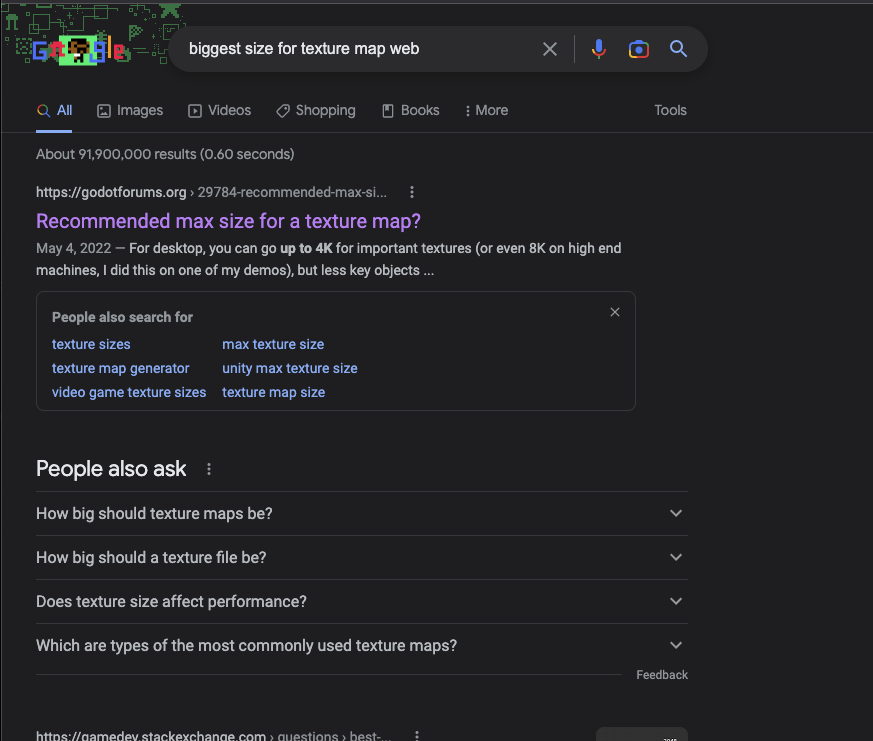 Google
biggest size for texture map web
All Images Videos Shopping Books More Tools
About 91,900,000 results (0.60 seconds)
https://godotforums.org › 29784-recommended-max-si...
Recommended max size for a texture map?
May 4, 2022 — For desktop, you can go up to 4K for important textures (or even 8K on high end
machines, I did this on one of my demos), but less key objects ...
People also search for
texture sizes max texture size
texture map generator unity max texture size
video game texture sizes texture map size
People also ask
How big should texture maps be?
How big should a texture file be?
Does texture size affect performance?
Which are types of the most commonly used texture maps?
Feedback
https://gamedev.stackexchange.com › questions › best-...